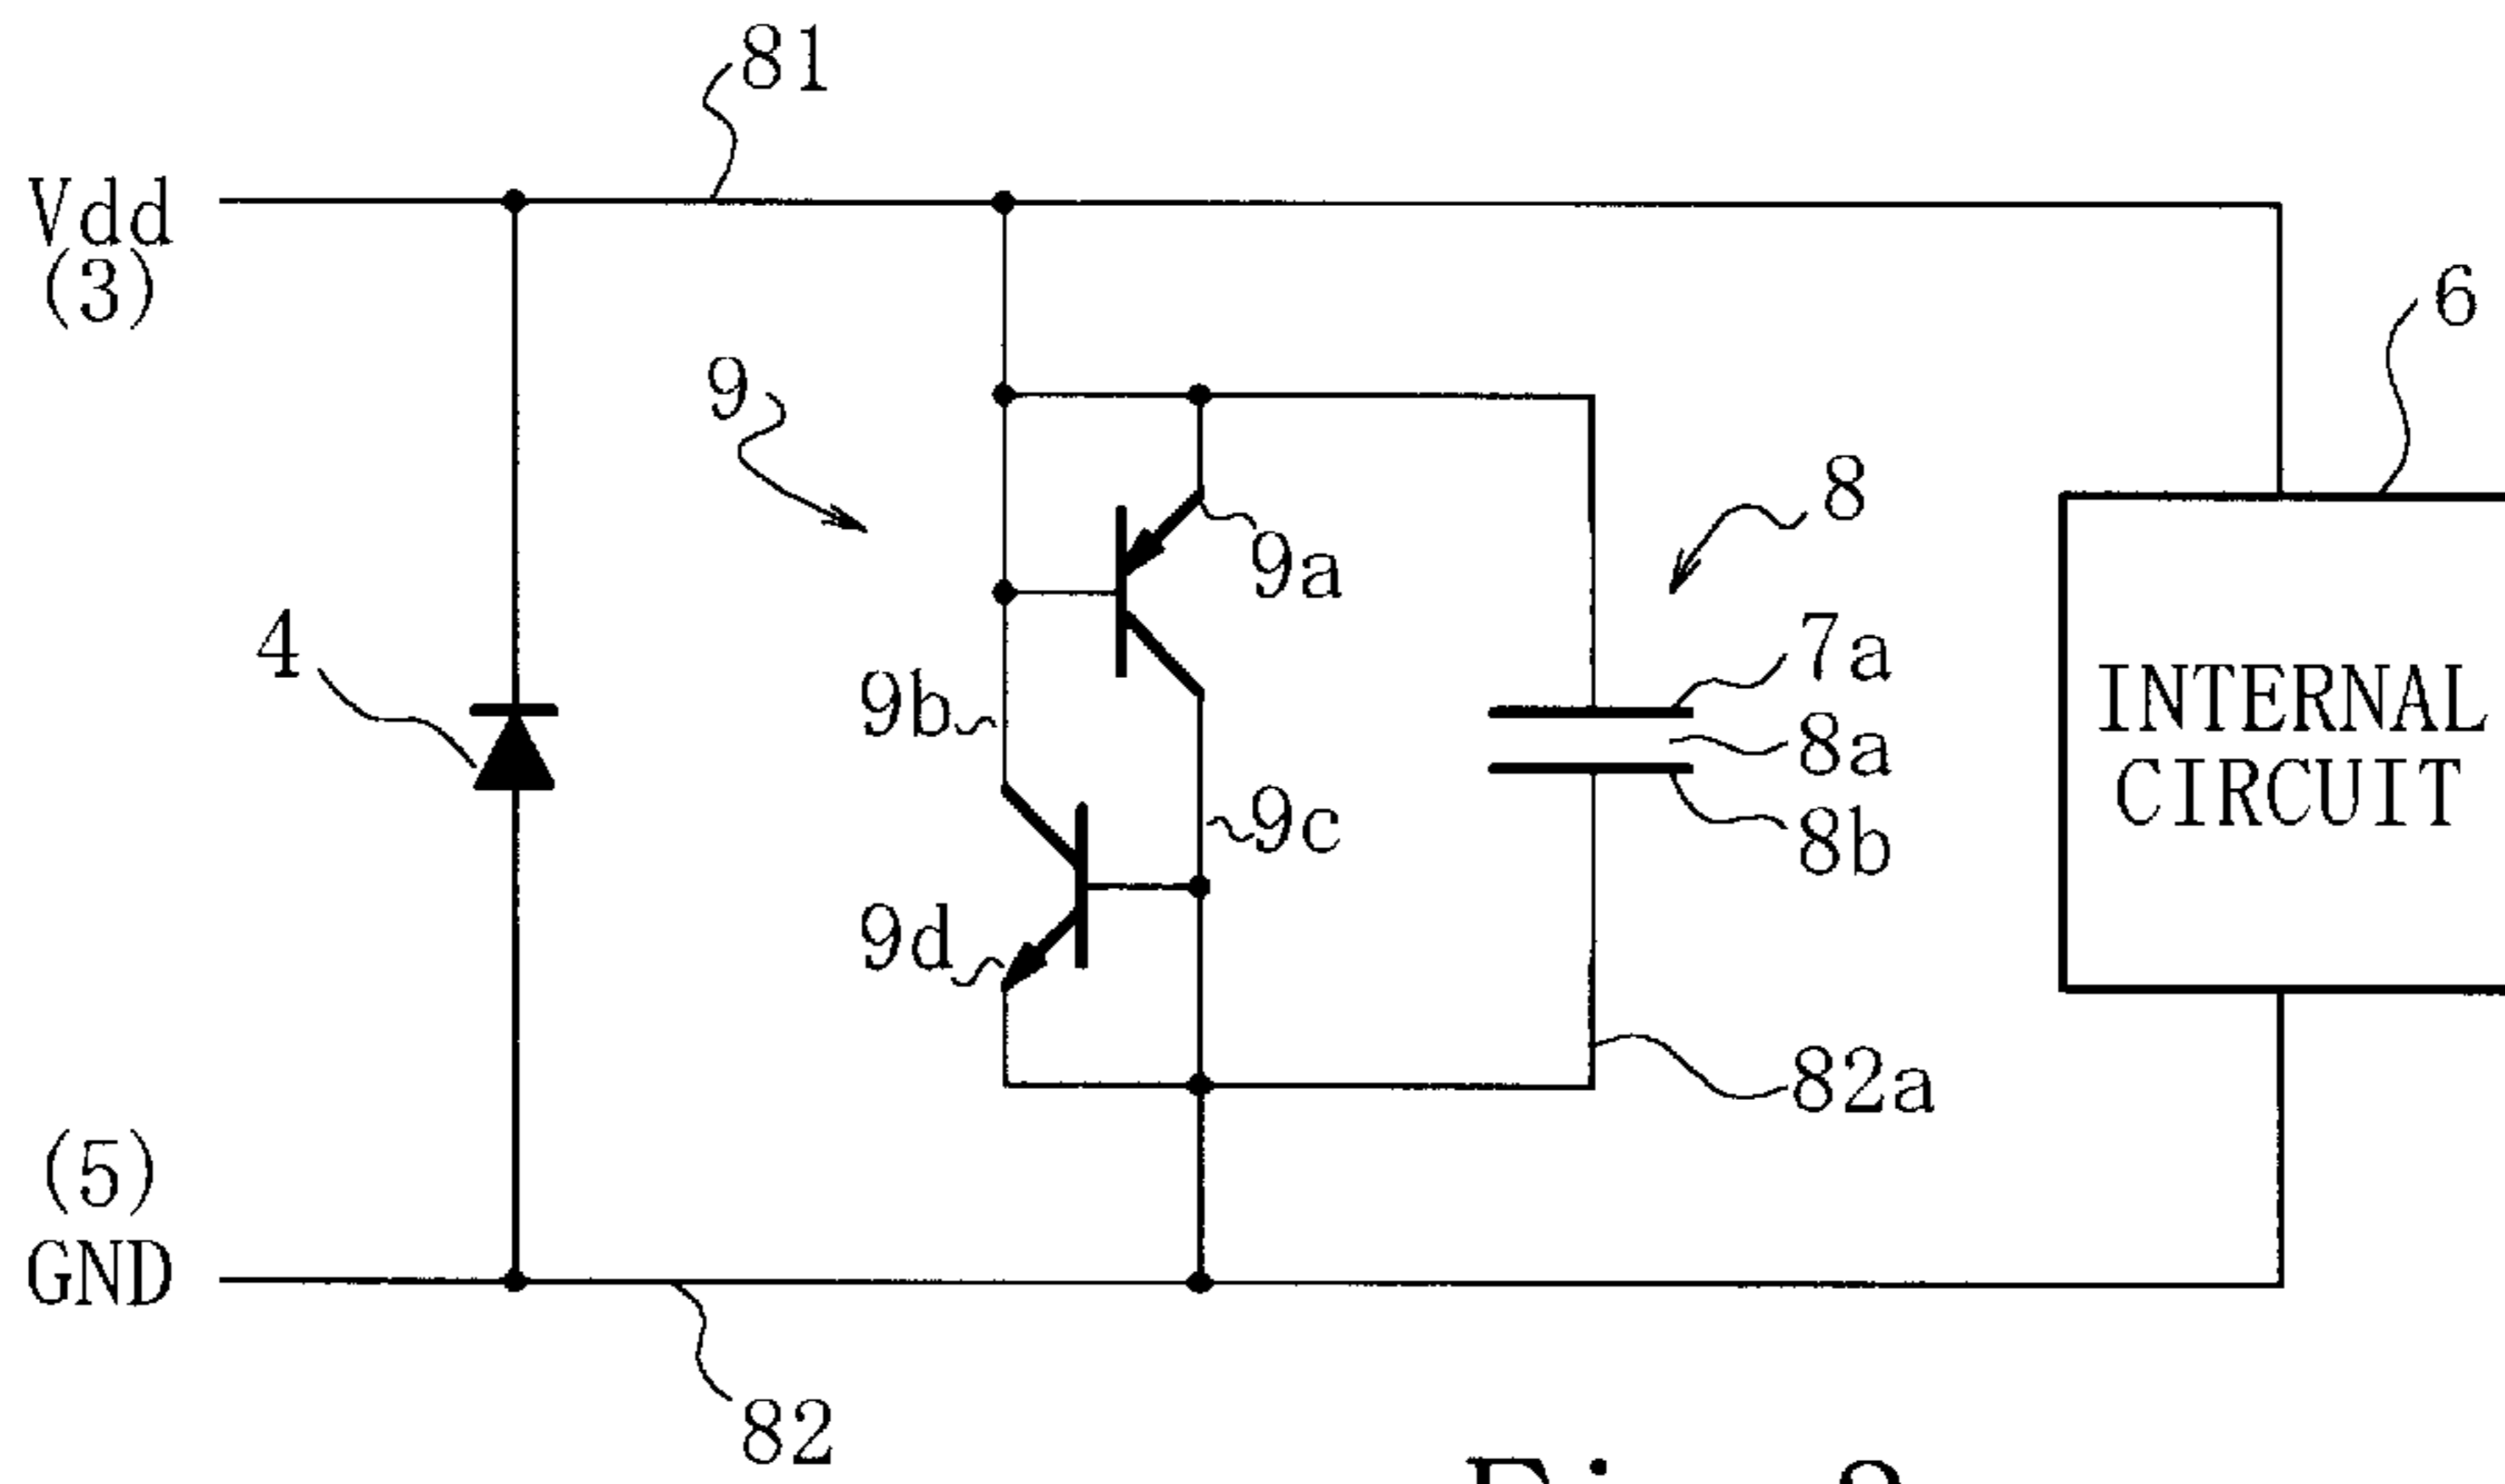 81
Vdd
(3)
6
9
8
9a
4
7a
9b
8a
INTERNAL
CIRCUIT
9c
8b
9d
82a
(5)
GND
82